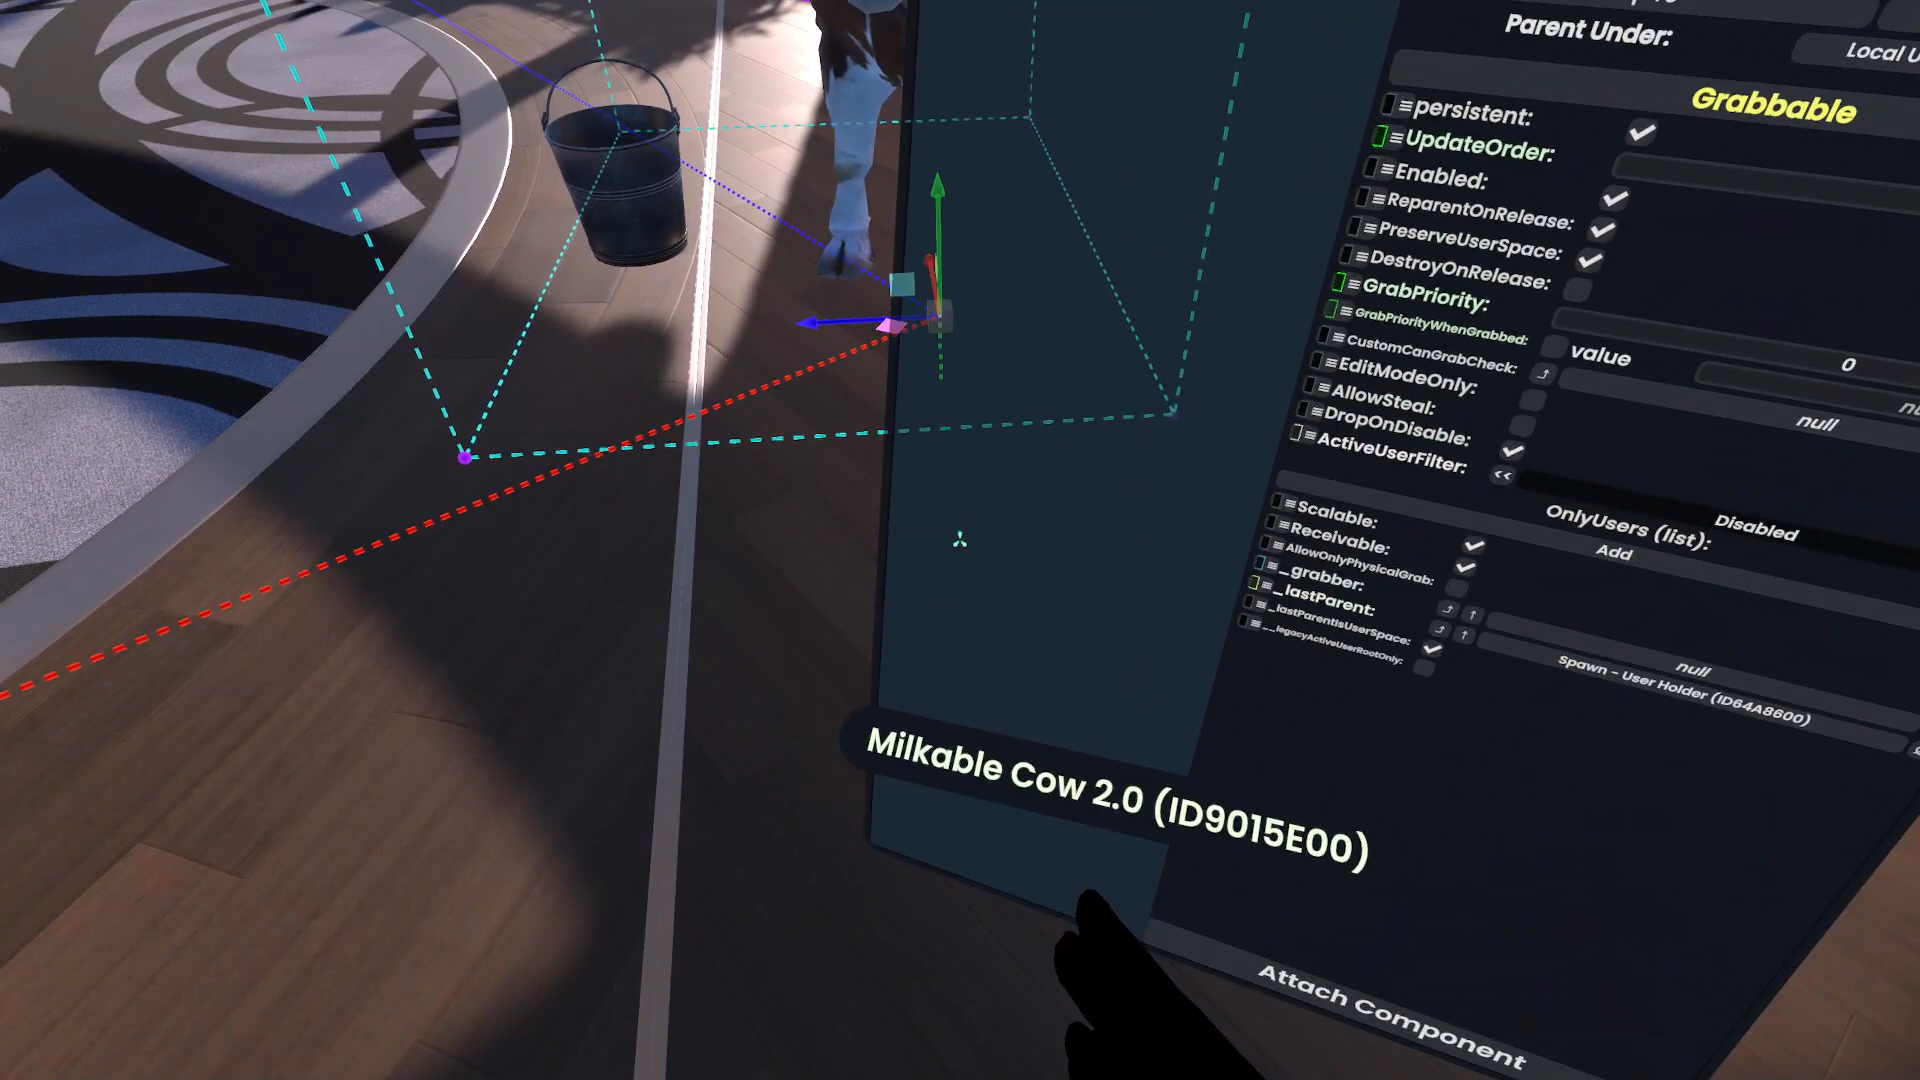 Parent Under:
Local U
Grabbable
persistent:
UpdateOrder:
0
Enabled:
ReparentOnRelease:
PreserveUserSpace:
DestroyOnRelease:
GrabPriority:
GrabPriorityWhenGrabbed:
value
CustomCanGrabCheck:
null
EditModeOnly:
AllowSteal:
DropOnDisable:
ActiveUserFilter:
<<
Disabled
OnlyUsers (list):
Add
Scalable:
Receivable:
AllowOnlyPhysicalGrab:
_grabber:
null
_lastParent:
Spawn - User Holder (ID64A8600)
_lastParentIsUserSpace:
__legacyActiveUserRootOnly:
Milkable Cow 2.0 (ID9015E00)
Attach Component